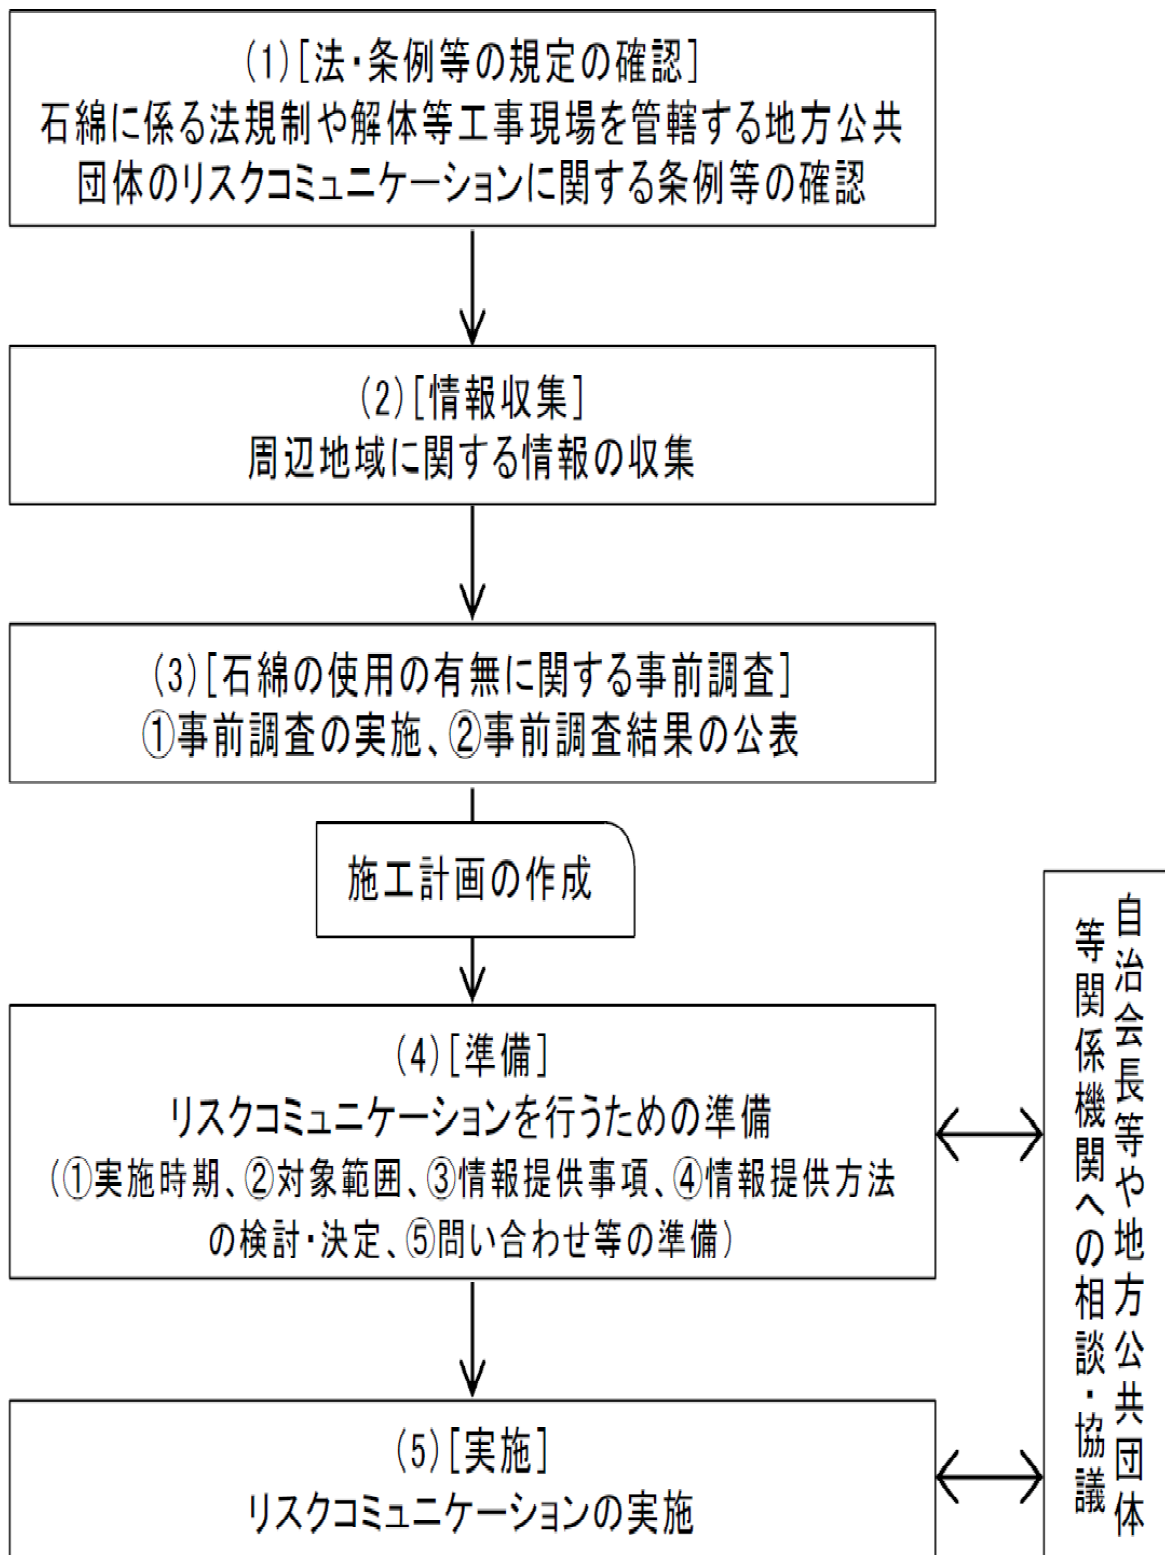 (1)[法・条例等の規定の確認]
石綿に係る法規制や解体等工事現場を管轄する地方公共
団体のリスクコミュニケーションに関する条例等の確認
(2)[情報収集]
周辺地域に関する情報の収集
(3)[石綿の使用の有無に関する事前調査]
①事前調査の実施、②事前調査結果の公表
施工計画の作成
(4)[準備]
リスクコミュニケーションを行うための準備
(①実施時期、②対象範囲、③情報提供事項、④情報提供方法
の検討・決定、⑤問い合わせ等の準備)
(5)[実施]
リスクコミュニケーションの実施
自治会長等や地方公共団体
等関係機関への相談・協議